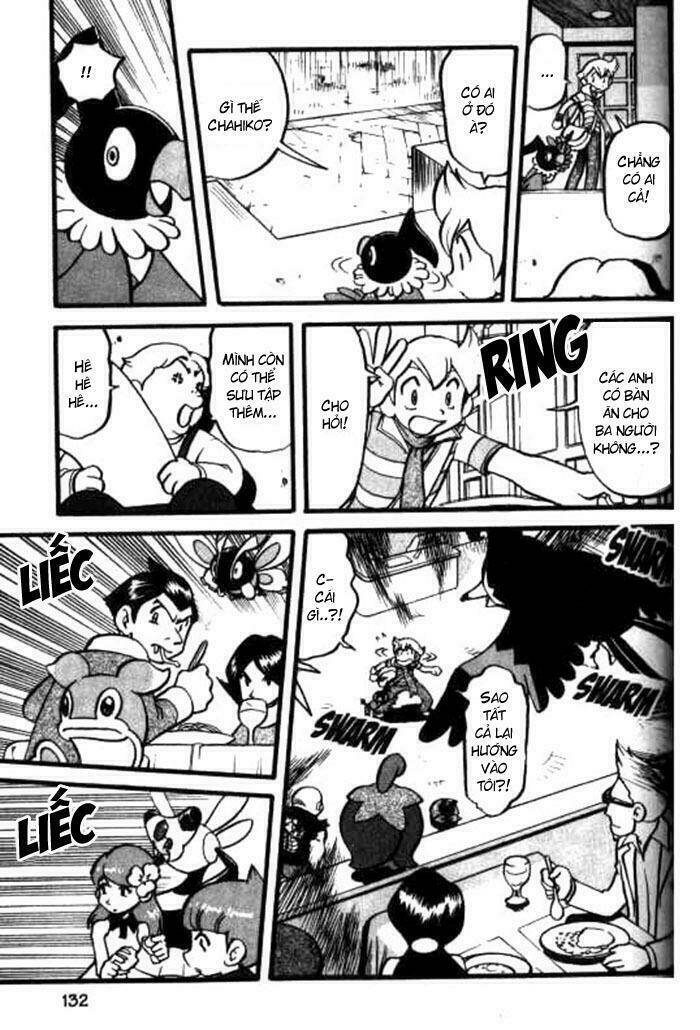 ...
CHẲNG
CÓ AI
CẢ!
CÓ AI
Ở ĐÓ
À?
GÌ THẾ
CHAHIKO?
!!
CÁC ANH
CÓ BÀN
ĂN CHO
BA NGƯỜI
KHÔNG...?
RING
CHO
HỎI!
MÌNH CÒN
CÓ THỂ
SƯU TẬP
THÊM...
HÊ
HÊ
HÊ...
SWARM
C-
CÁI
GÌ..?!
SWARM
SWARM
SAO
TẤT
CẢ LẠI
HƯỚNG
VÀO
TÔI?!
LIẾC
LIẾC
132